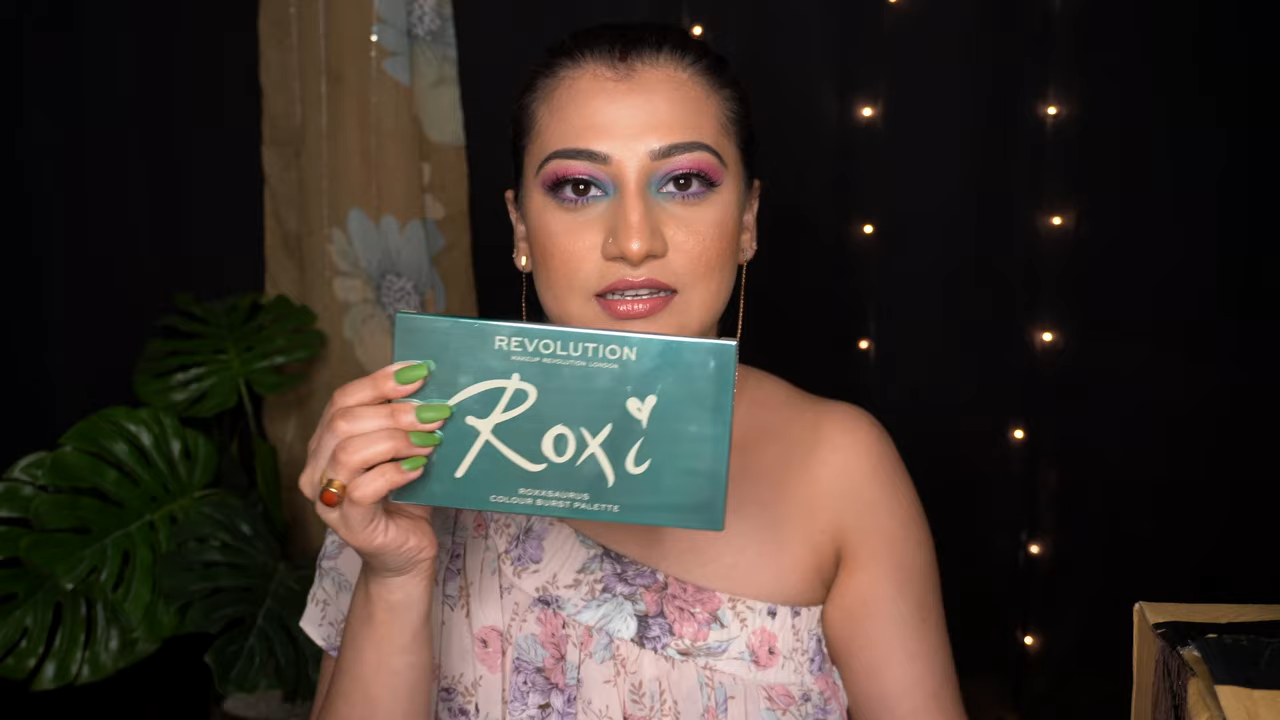 REVOLUTION
MAKEUP REVOLUTION LONDON
Roxi
ROXXSAURUS
COLOUR BURST PALETTE